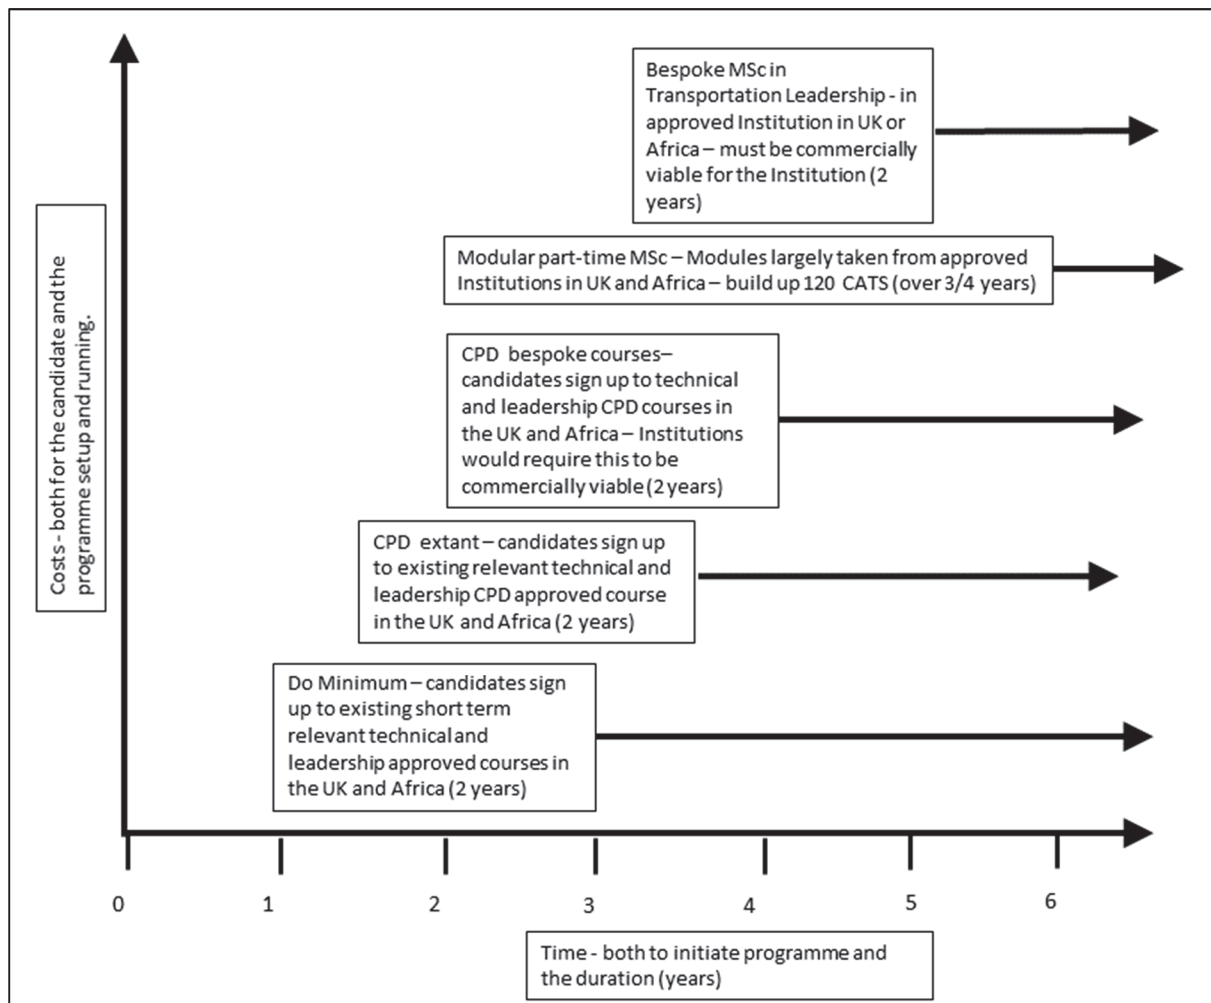 Bespoke MSc in
Transportation Leadership - in
approved Institution in UK or
Africa – must be commercially
viable for the Institution (2
years)
Modular part-time MSc – Modules largely taken from approved
Institutions in UK and Africa – build up 120 CATS (over 3/4 years)
CPD bespoke courses–
candidates sign up to technical
and leadership CPD courses in
the UK and Africa – Institutions
would require this to be
commercially viable (2 years)
CPD extant – candidates sign up
to existing relevant technical and
leadership CPD approved course
in the UK and Africa (2 years)
Do Minimum – candidates sign
up to existing short term
relevant technical and
leadership approved courses in
the UK and Africa (2 years)
Costs - both for the candidate and the
programme setup and running.
0 1 2 3 4 5 6
Time - both to initiate programme and
the duration (years)